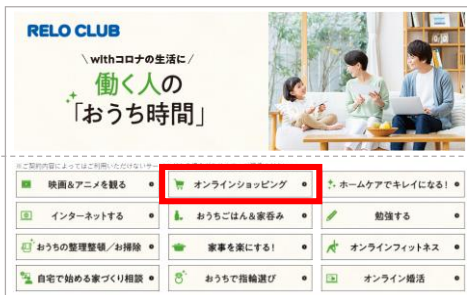 RELO CLUB
\ withコロナの生活に /
働く人の
「おうち時間」
※ご契約内容によってはご利用いただけないサー
映画&アニメを観る
オンラインショッピング
ホームケアでキレイになる!
インターネットする
おうちごはん&家呑み
勉強する
おうちの整理整頓/お掃除
家事を楽にする!
オンラインフィットネス
自宅で始める家づくり相談
おうちで指輪選び
オンライン婚活